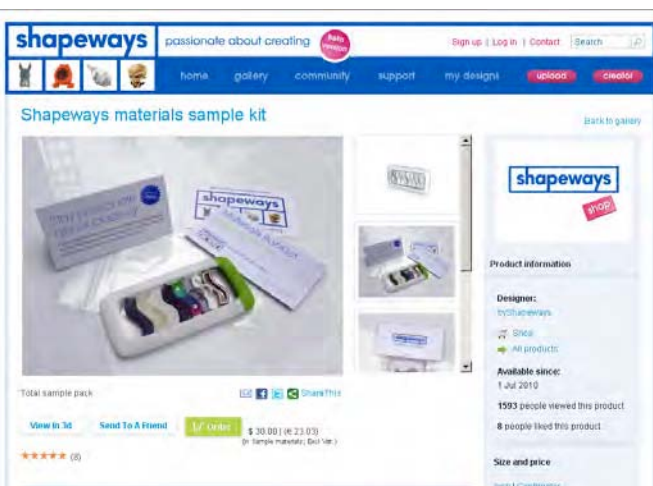 shapeways
passionate about creating
beta
version
Sign up | Log in | Contact
Search
home gallery community support my designs upload creator
Shapeways materials sample kit
Back to gallery
shapeways
shapeways
shop
Product information
Designer:
byShapeways
Shop
All products
Available since:
1 Jul 2010
1593 people viewed this product
8 people liked this product
Total sample pack
ShareThis
View In 3d
Send To A Friend
Order
$ 30.00 | (€ 23.03)
(8)
Size and price